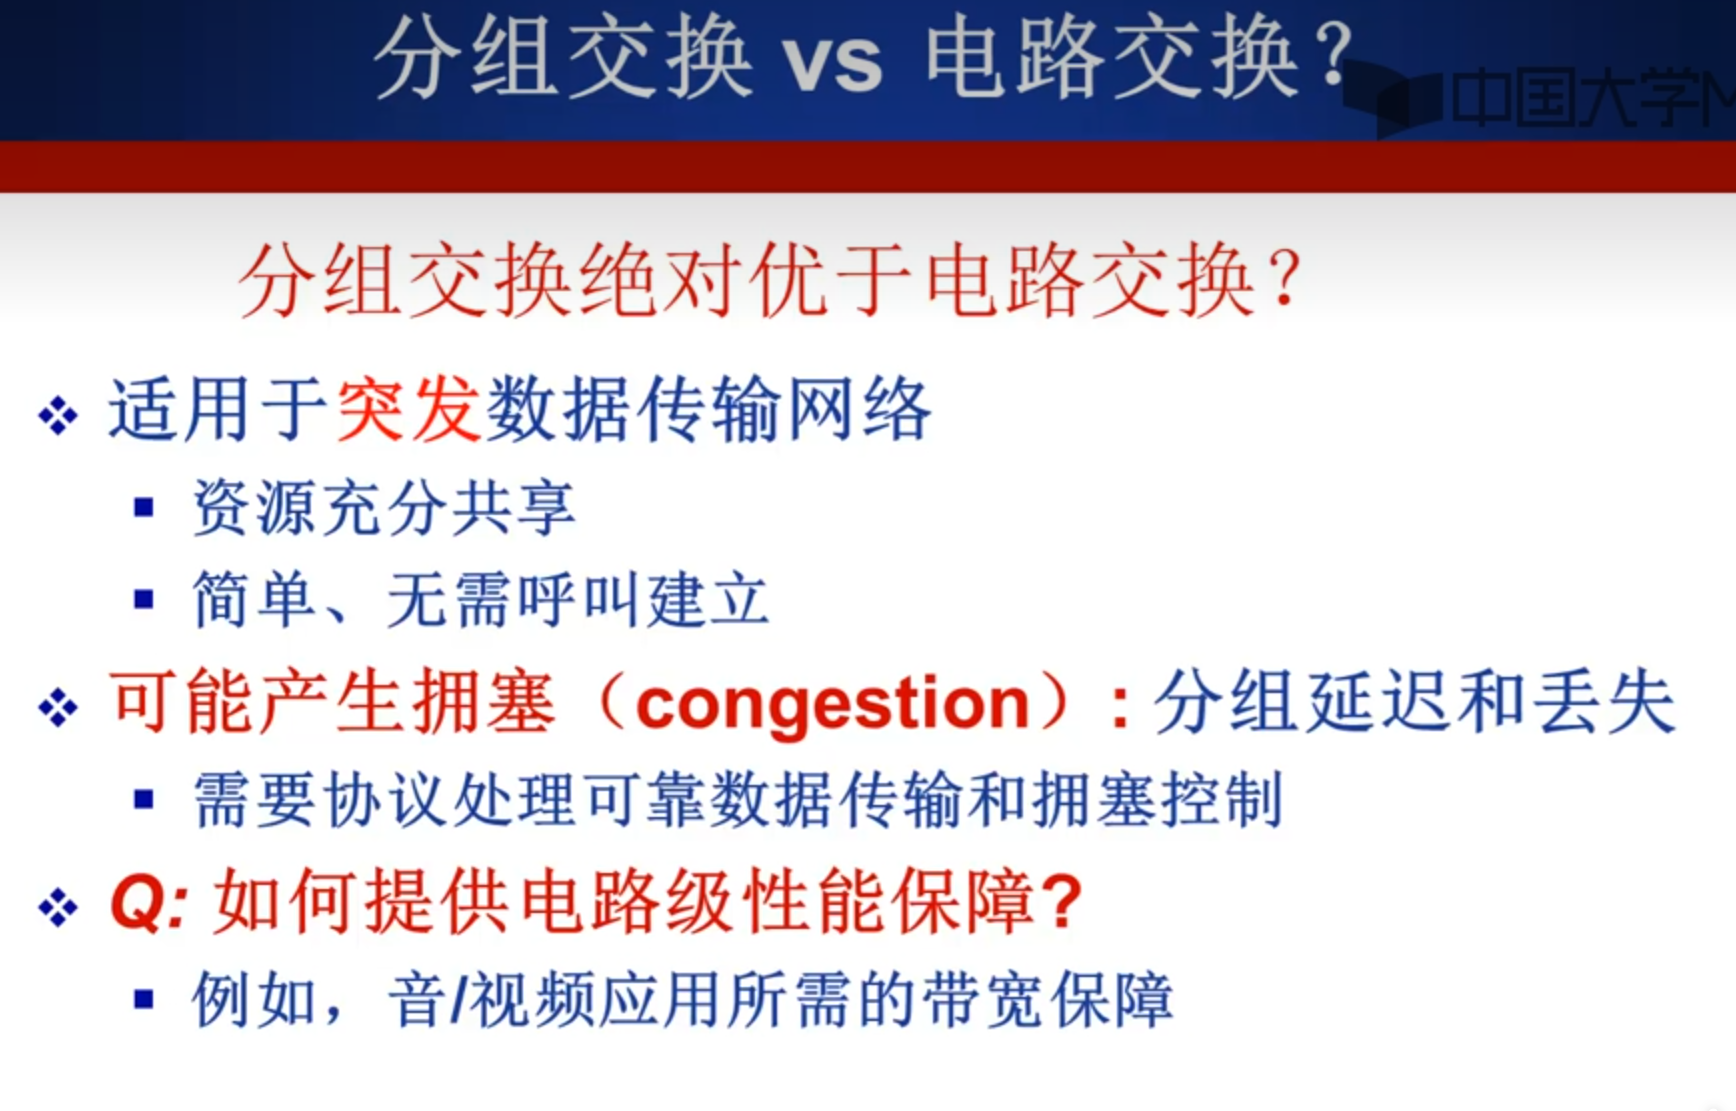 分组交换 vs 电路交换？
中国大学M
分组交换绝对优于电路交换？
适用于突发数据传输网络
资源充分共享
简单、无需呼叫建立
可能产生拥塞（congestion）: 分组延迟和丢失
需要协议处理可靠数据传输和拥塞控制
Q: 如何提供电路级性能保障?
例如，音/视频应用所需的带宽保障